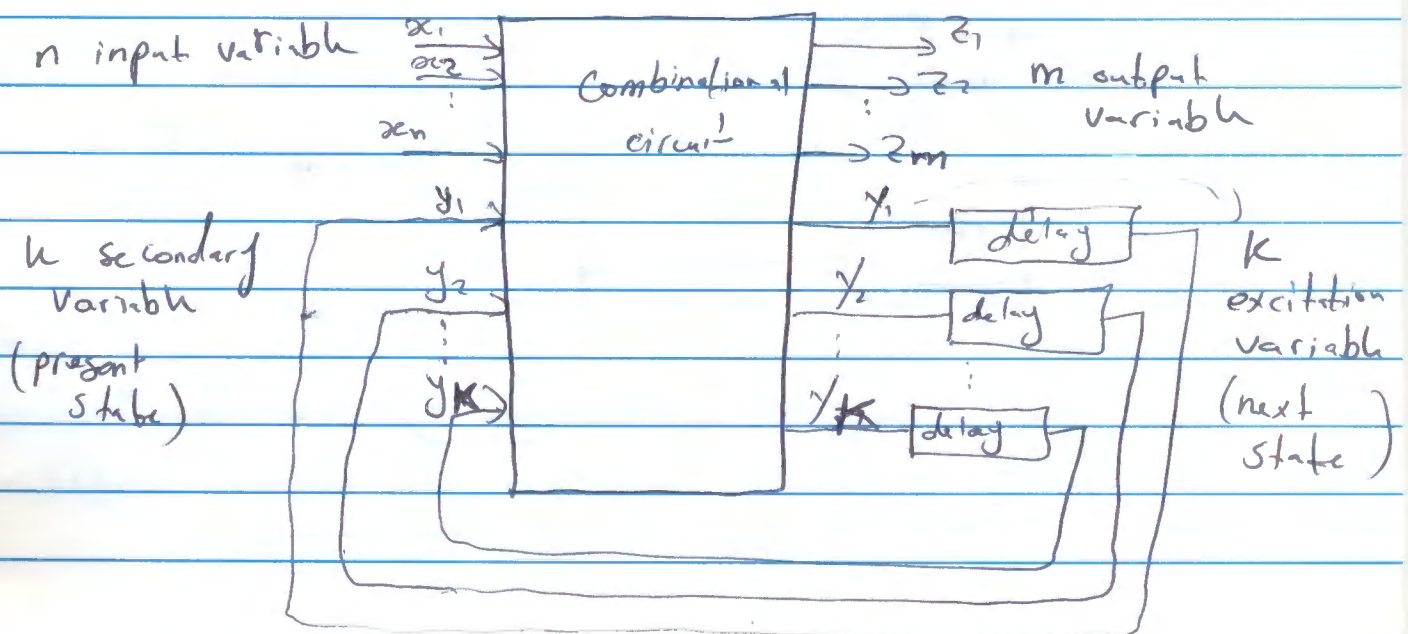 n input variable
x1
x2
:
xn
Combinational
circuit
z1
z2
:
zm
m output
variable
k secondary
variable
(present
state)
y1
y2
⋮
yK
Y1
Y2
⋮
YK
delay
delay
⋮
delay
K
excitation
variable
(next
state)